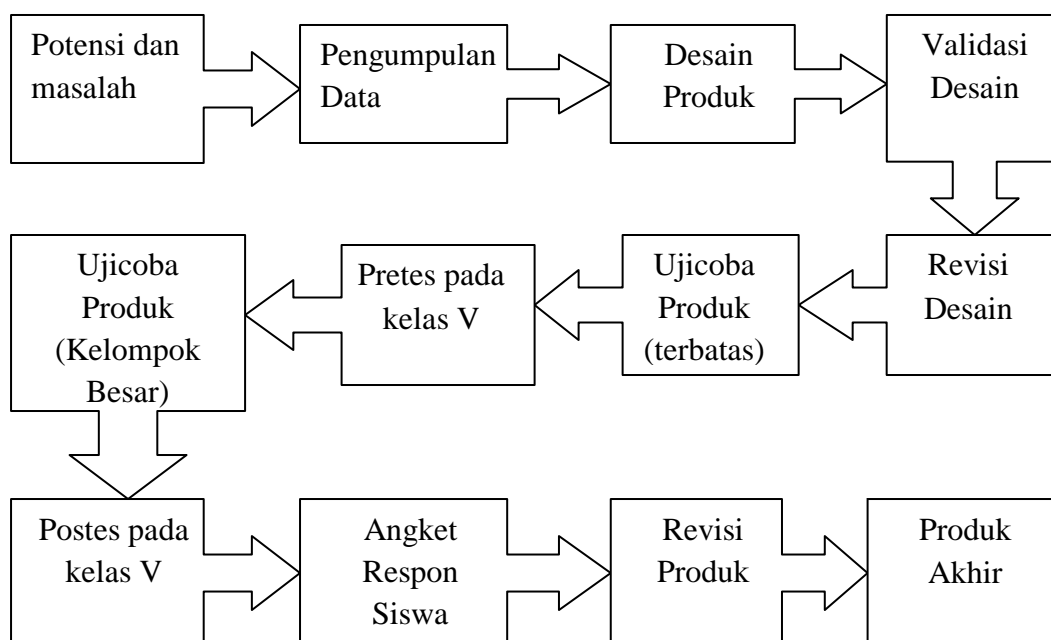 Potensi dan
masalah
Pengumpulan
Data
Desain
Produk
Validasi
Desain
Revisi
Desain
Ujicoba
Produk
(terbatas)
Pretes pada
kelas V
Ujicoba
Produk
(Kelompok
Besar)
Postes pada
kelas V
Angket
Respon
Siswa
Revisi
Produk
Produk
Akhir